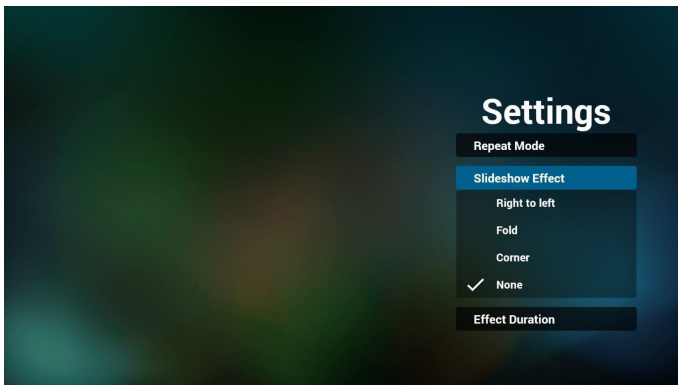 Settings
Repeat Mode
Slideshow Effect
Right to left
Fold
Corner
None
Effect Duration